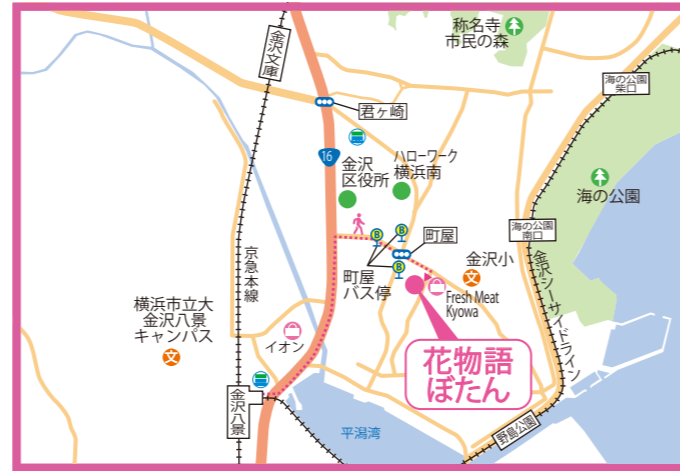 称名寺
市民の森
金沢文庫
海の公園
柴口
君ヶ崎
16
金沢
区役所
ハローワーク
横浜南
海の公園
海の公園
南口
B
B
町屋
京急本線
金沢小
文
B
町屋
バス停
Fresh Meat
Kyowa
金沢シーサイドライン
横浜市立大
金沢八景
キャンパス
文
イオン
花物語
ぼたん
金沢八景
平潟湾
野島公園